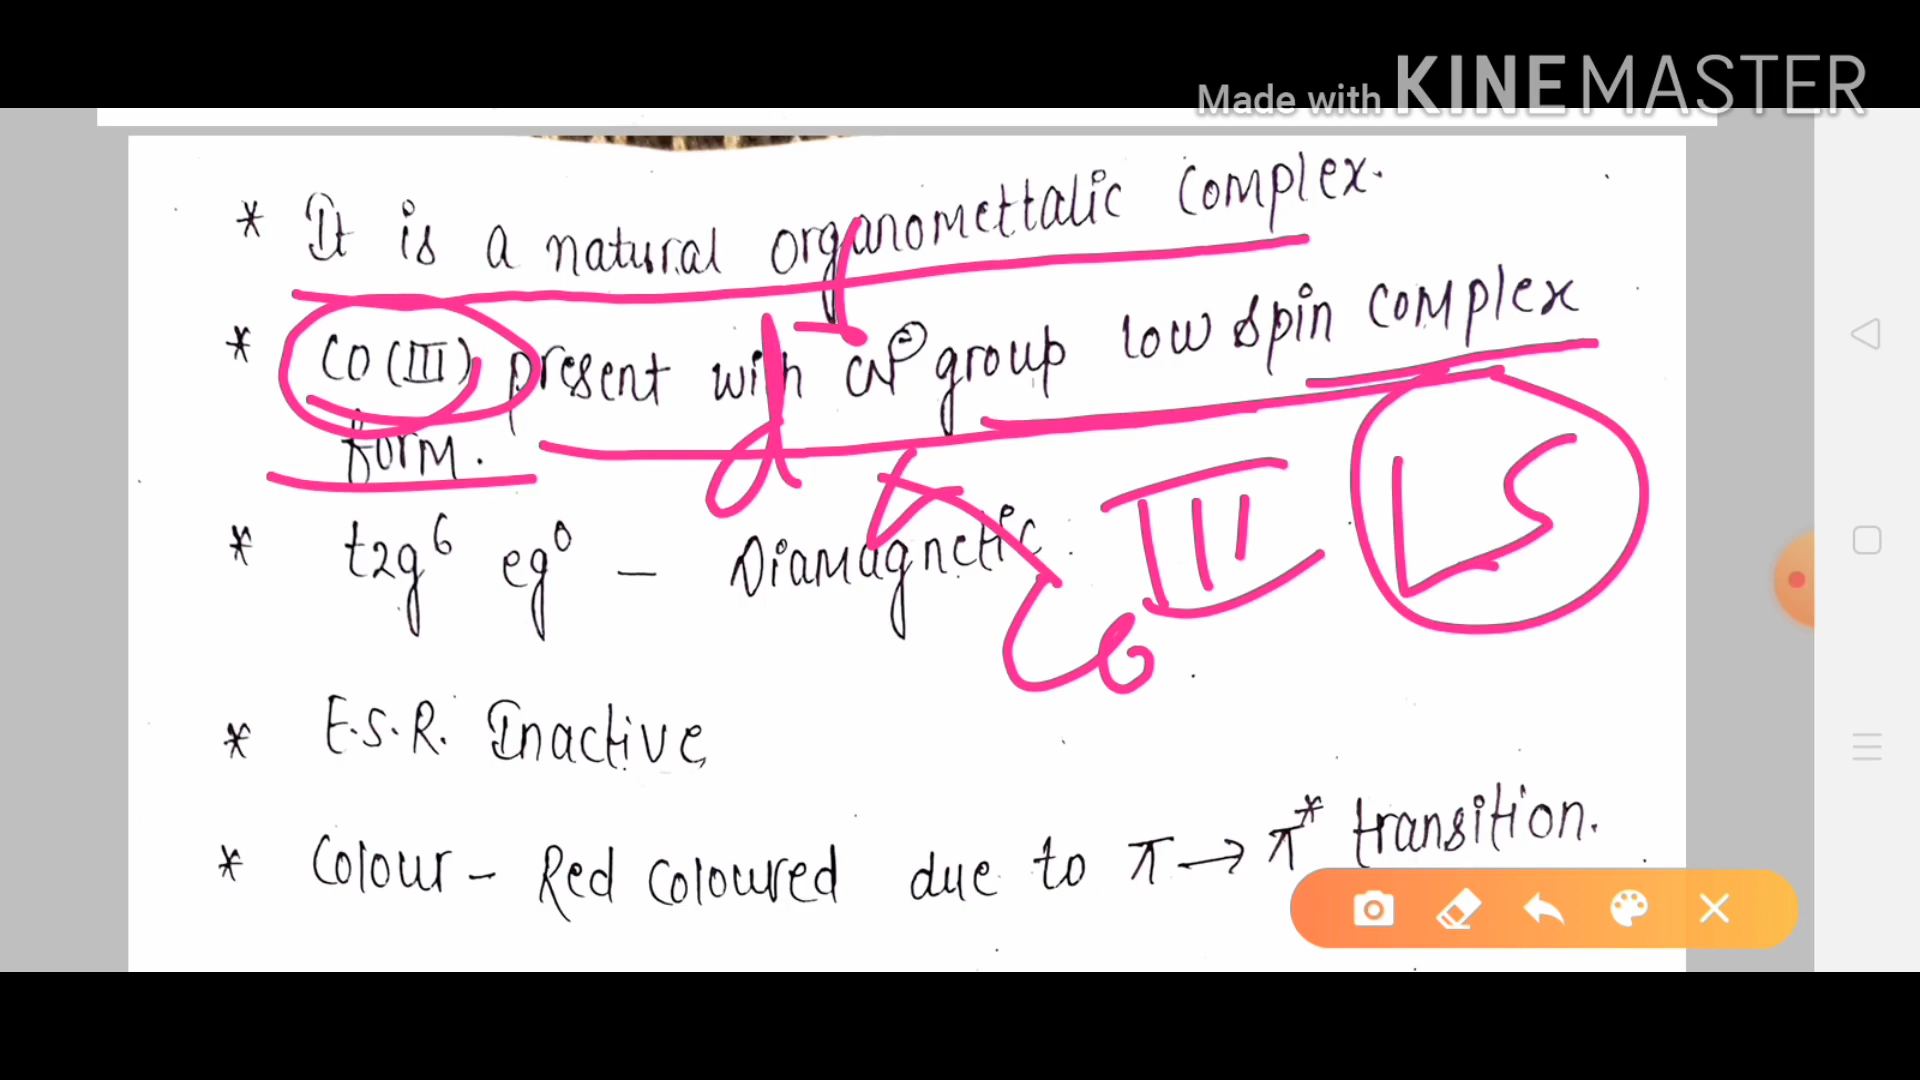 Made with KINEMASTER
* It is a natural organomettalic complex.
* CO(III) present with CN⊖ group low spin complex
form.
* t2g⁶ eg⁰ – Diamagnetic.
d⁶ Co III LS
* E.S.R. Inactive
* Colour – Red coloured due to π → π* transition.